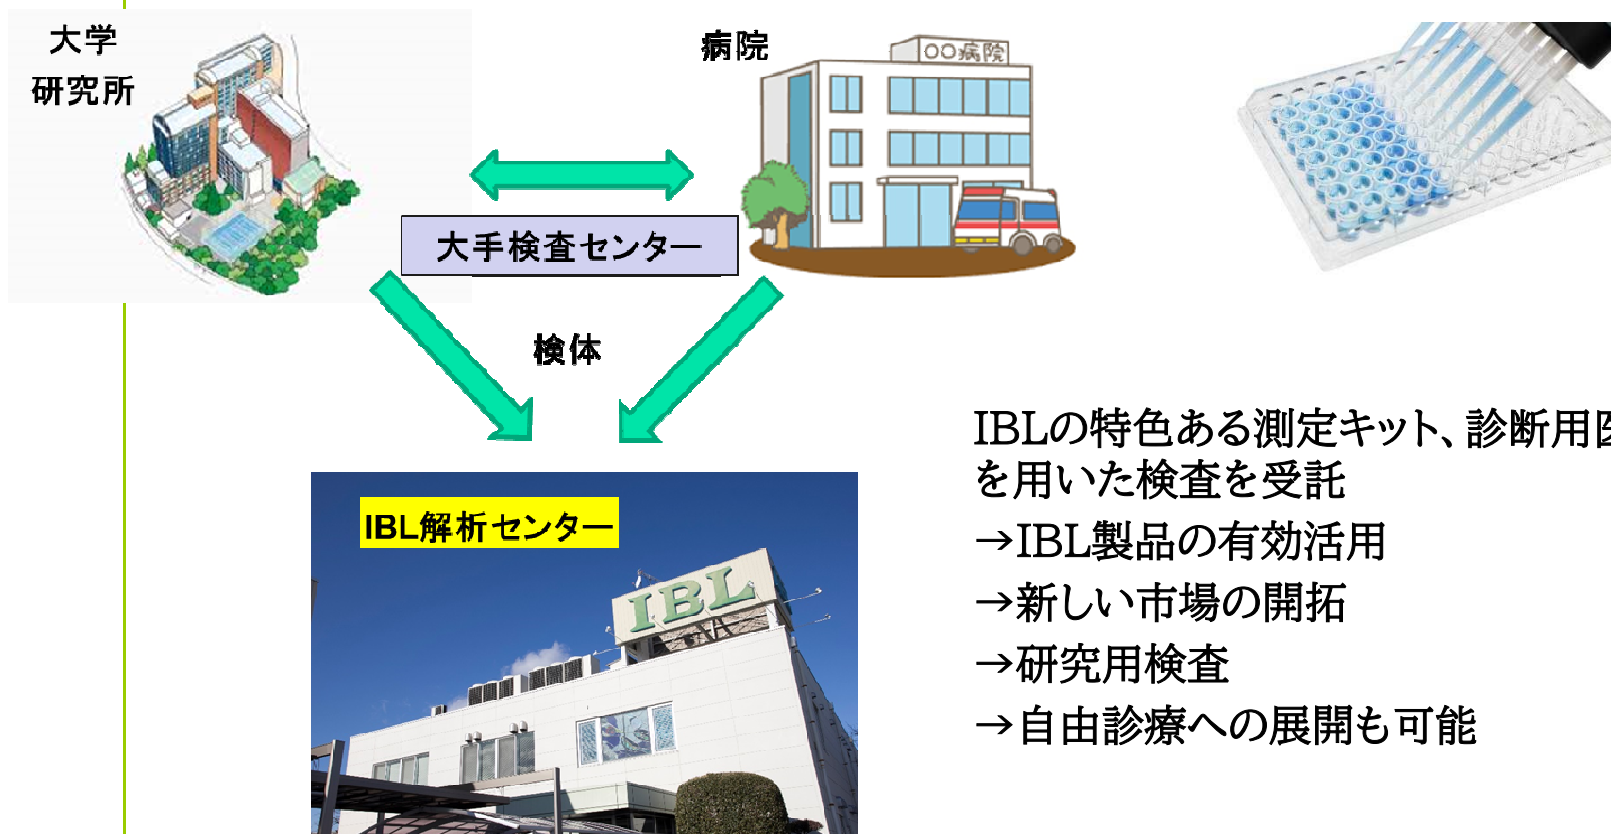 大学
研究所
病院
○○病院
大手検査センター
検体
IBL解析センター
IBL
IBLの特色ある測定キット、診断用
を用いた検査を受託
→IBL製品の有効活用
→新しい市場の開拓
→研究用検査
→自由診療への展開も可能